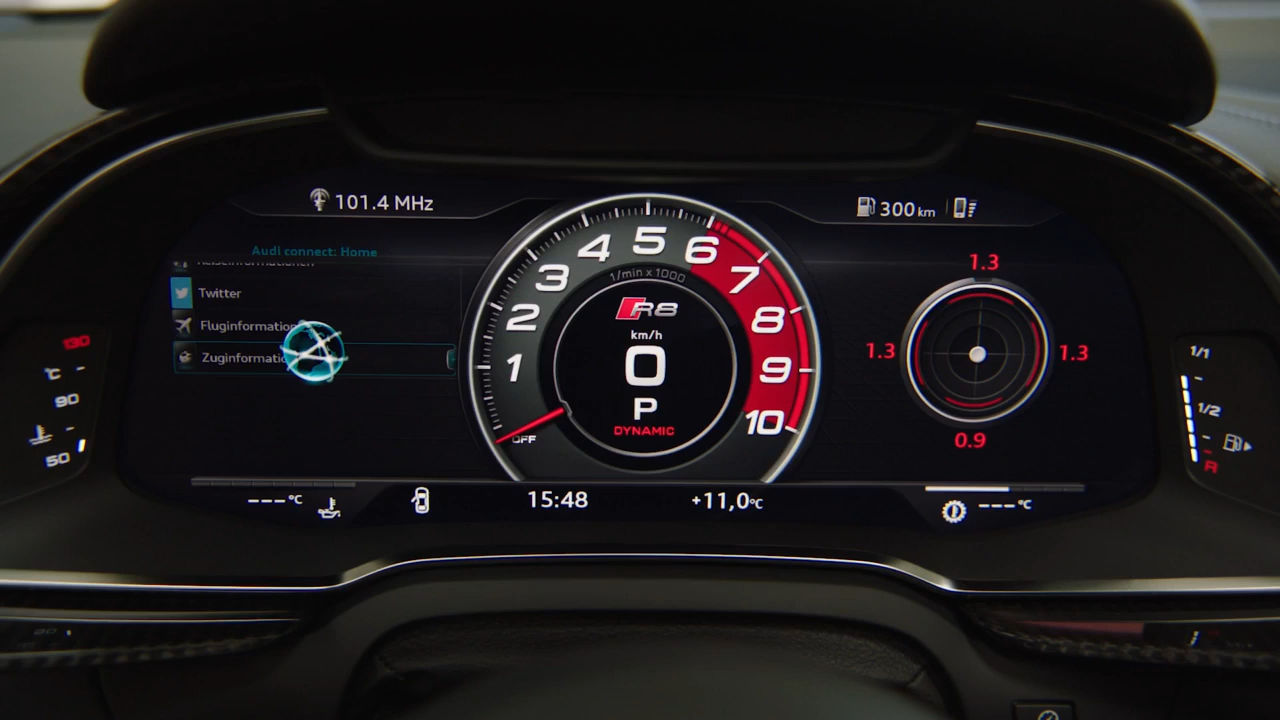 101.4 MHz
300 km
Audi connect: Home
Reiseinformationen
Twitter
Fluginformation
Zuginformatio
1
2
3
4
5
6
7
8
9
10
1/min x 1000
R8
km/h
0
P
DYNAMIC
OFF
1.3
1.3
1.3
0.9
130
°C
90
50
1/1
1/2
R
---°C
15:48
+11,0°C
---°C